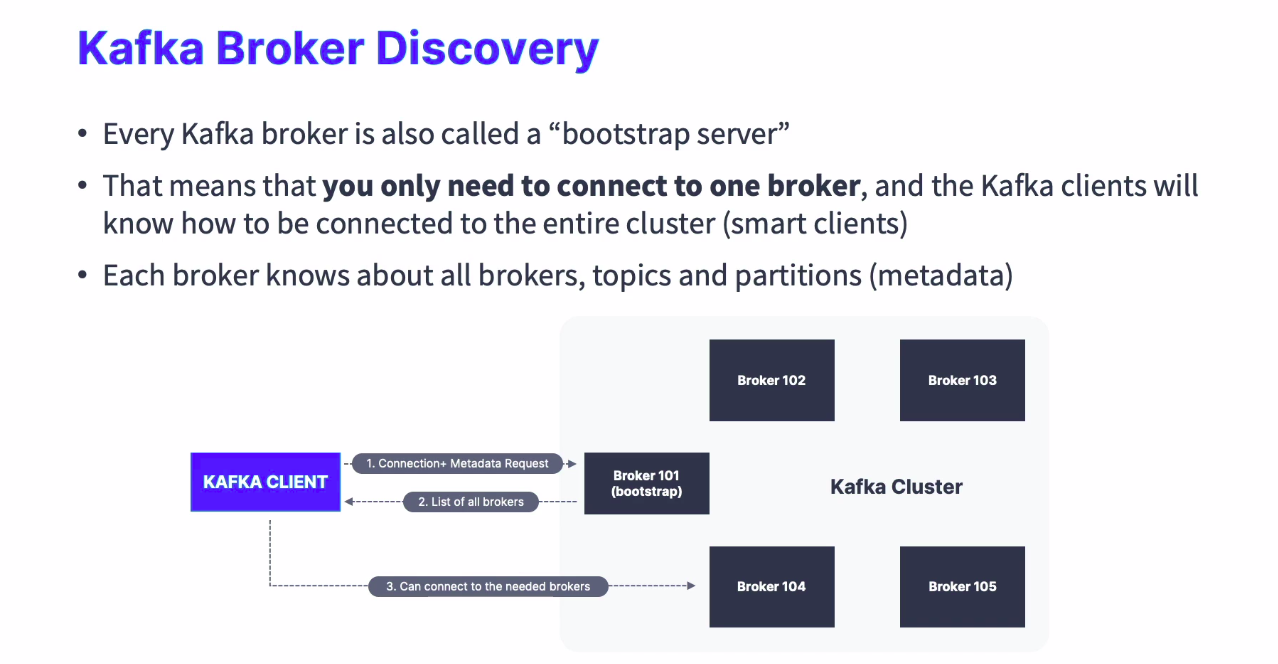 Kafka Broker Discovery
• Every Kafka broker is also called a “bootstrap server”
• That means that you only need to connect to one broker, and the Kafka clients will
know how to be connected to the entire cluster (smart clients)
• Each broker knows about all brokers, topics and partitions (metadata)
Broker 102
Broker 103
KAFKA CLIENT
1. Connection+ Metadata Request
2. List of all brokers
Broker 101
(bootstrap)
Kafka Cluster
3. Can connect to the needed brokers
Broker 104
Broker 105